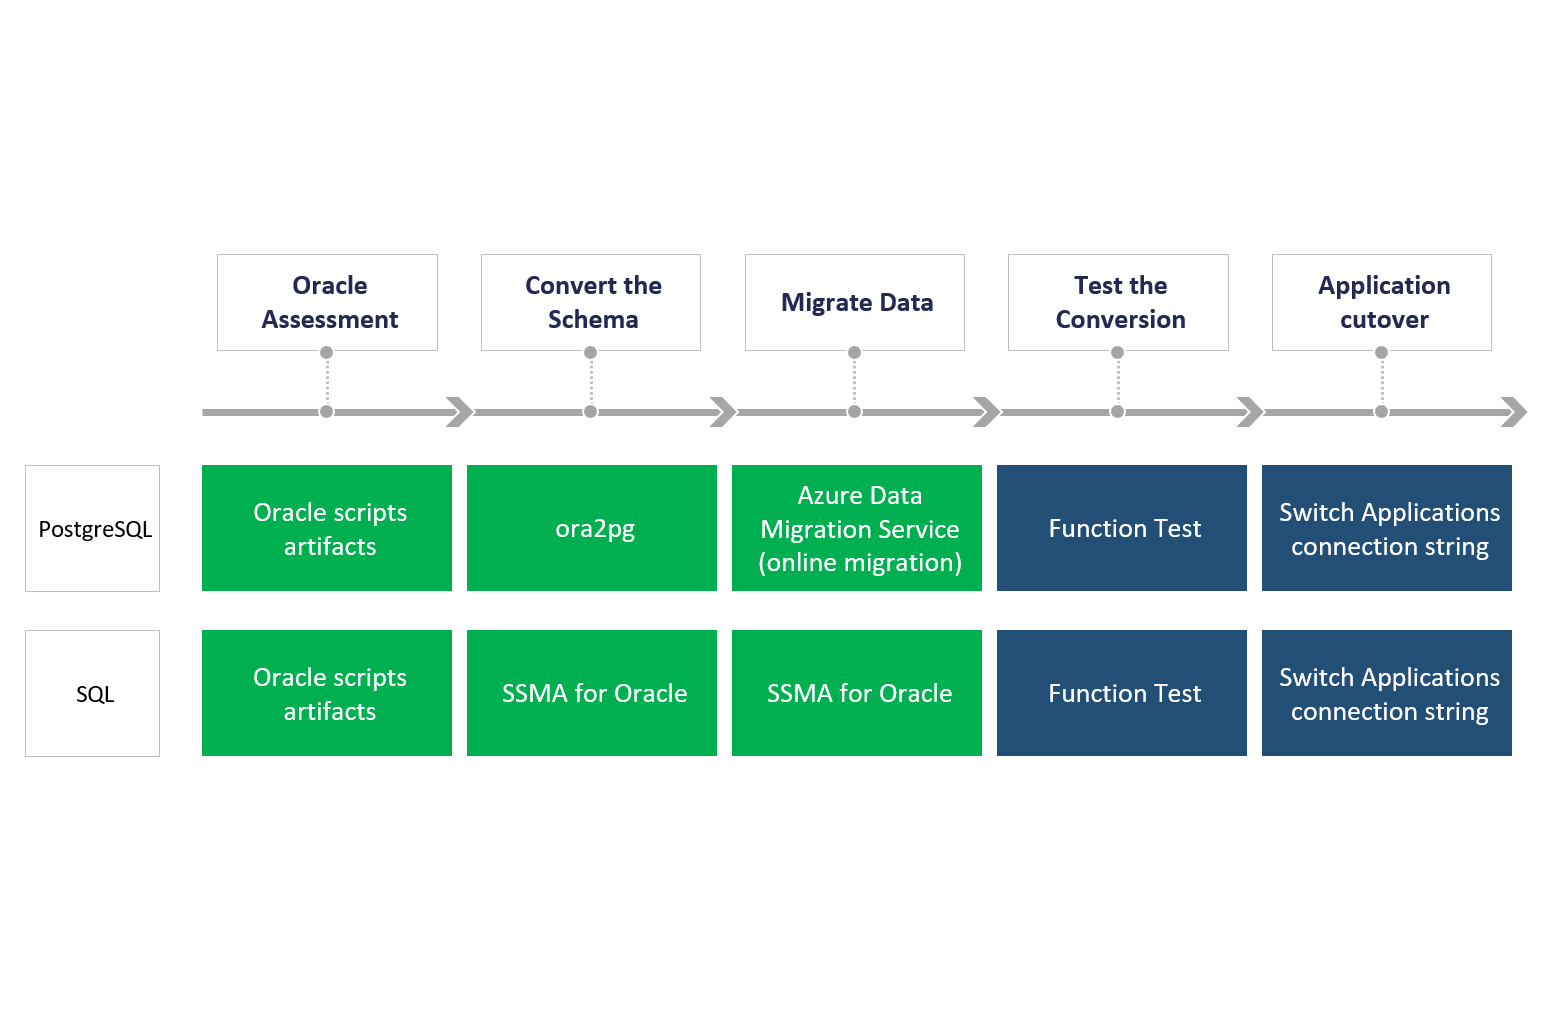 Oracle
Assessment
Convert the
Schema
Migrate Data
Test the
Conversion
Application
cutover
PostgreSQL
Oracle scripts
artifacts
ora2pg
Azure Data
Migration Service
(online migration)
Function Test
Switch Applications
connection string
SQL
Oracle scripts
artifacts
SSMA for Oracle
SSMA for Oracle
Function Test
Switch Applications
connection string